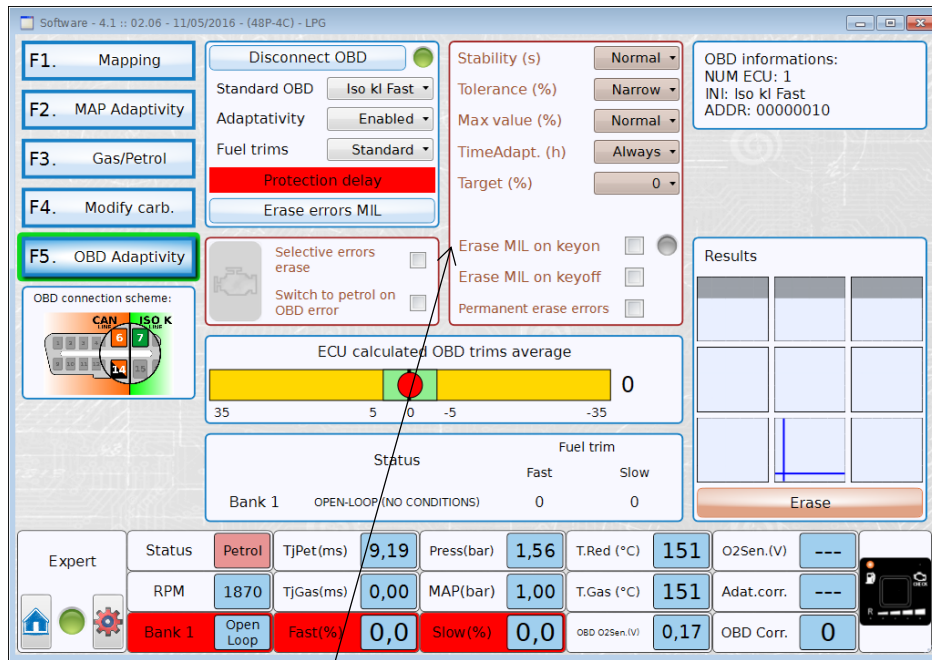 Software - 4.1 :: 02.06 - 11/05/2016 - (48P-4C) - LPG
F1. Mapping
F2. MAP Adaptivity
F3. Gas/Petrol
F4. Modify carb.
F5. OBD Adaptivity
OBD connection scheme:
CAN LINE
ISO K LINE
6 7
14 15
Disconnect OBD
Standard OBD Iso kl Fast
Adaptativity Enabled
Fuel trims Standard
Protection delay
Erase errors MIL
Selective errors
erase
Switch to petrol on
OBD error
Stability (s) Normal
Tolerance (%) Narrow
Max value (%) Normal
TimeAdapt. (h) Always
Target (%) 0
Erase MIL on keyon
Erase MIL on keyoff
Permanent erase errors
OBD informations:
NUM ECU: 1
INI: Iso kl Fast
ADDR: 00000010
Results
Erase
ECU calculated OBD trims average
0
35 5 0 -5 -35
Status
Fuel trim
Fast Slow
Bank 1 OPEN-LOOP (NO CONDITIONS) 0 0
Expert
Status Petrol TjPet(ms) 9,19 Press(bar) 1,56 T.Red (°C) 151 O2Sen.(V) ---
RPM 1870 TjGas(ms) 0,00 MAP(bar) 1,00 T.Gas (°C) 151 Adat.corr. ---
Bank 1 Open Loop Fast(%) 0,0 Slow(%) 0,0 OBD O2Sen.(V) 0,17 OBD Corr. 0
CHECK
R